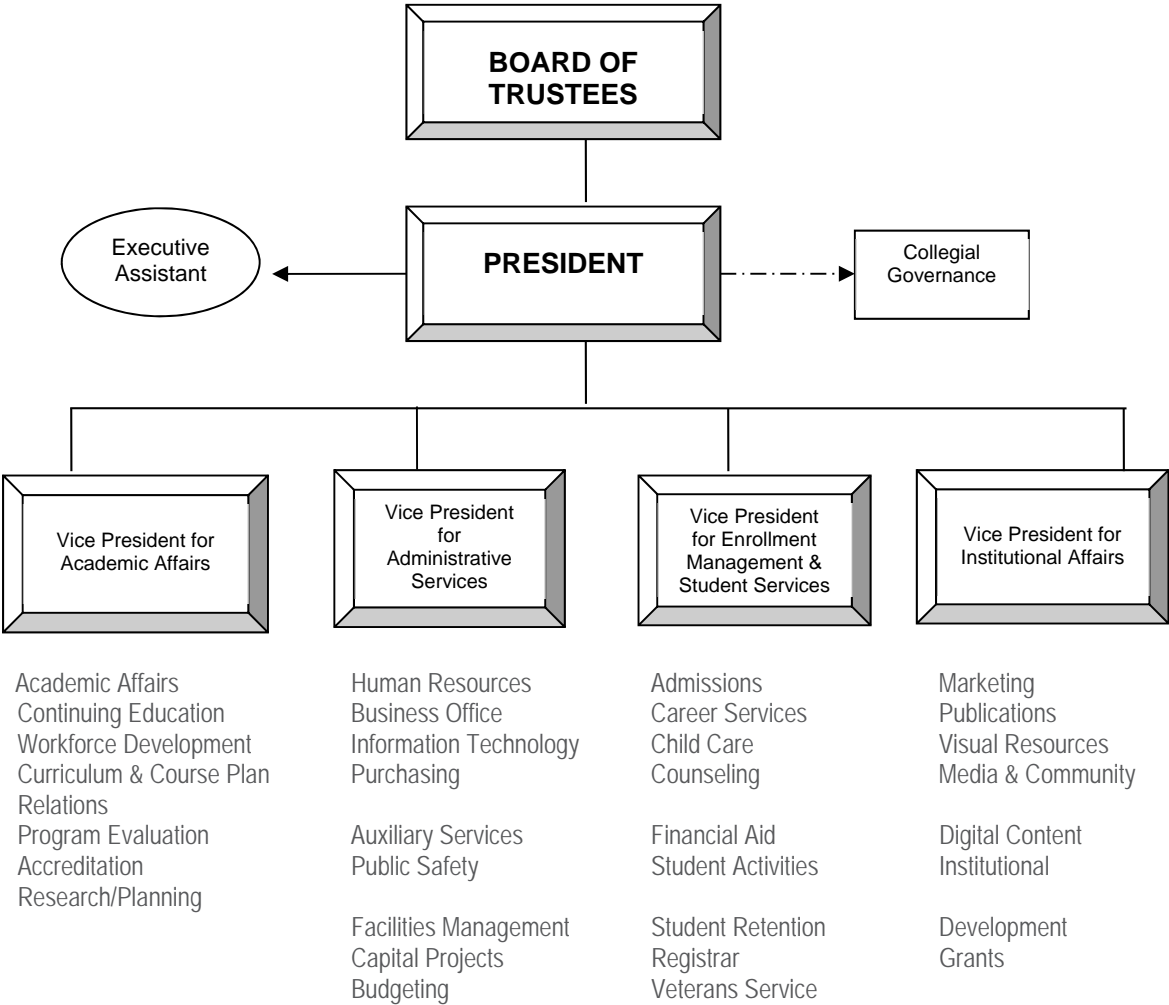 BOARD OF
TRUSTEES
Executive
Assistant
PRESIDENT
Collegial
Governance
Vice President for
Academic Affairs
Vice President
for
Administrative
Services
Vice President
for Enrollment
Management &
Student Services
Vice President for
Institutional Affairs
Academic Affairs
Continuing Education
Workforce Development
Curriculum & Course Plan
Relations
Program Evaluation
Accreditation
Research/Planning
Human Resources
Business Office
Information Technology
Purchasing
Auxiliary Services
Public Safety
Facilities Management
Capital Projects
Budgeting
Admissions
Career Services
Child Care
Counseling
Financial Aid
Student Activities
Student Retention
Registrar
Veterans Service
Marketing
Publications
Visual Resources
Media & Community
Digital Content
Institutional
Development
Grants